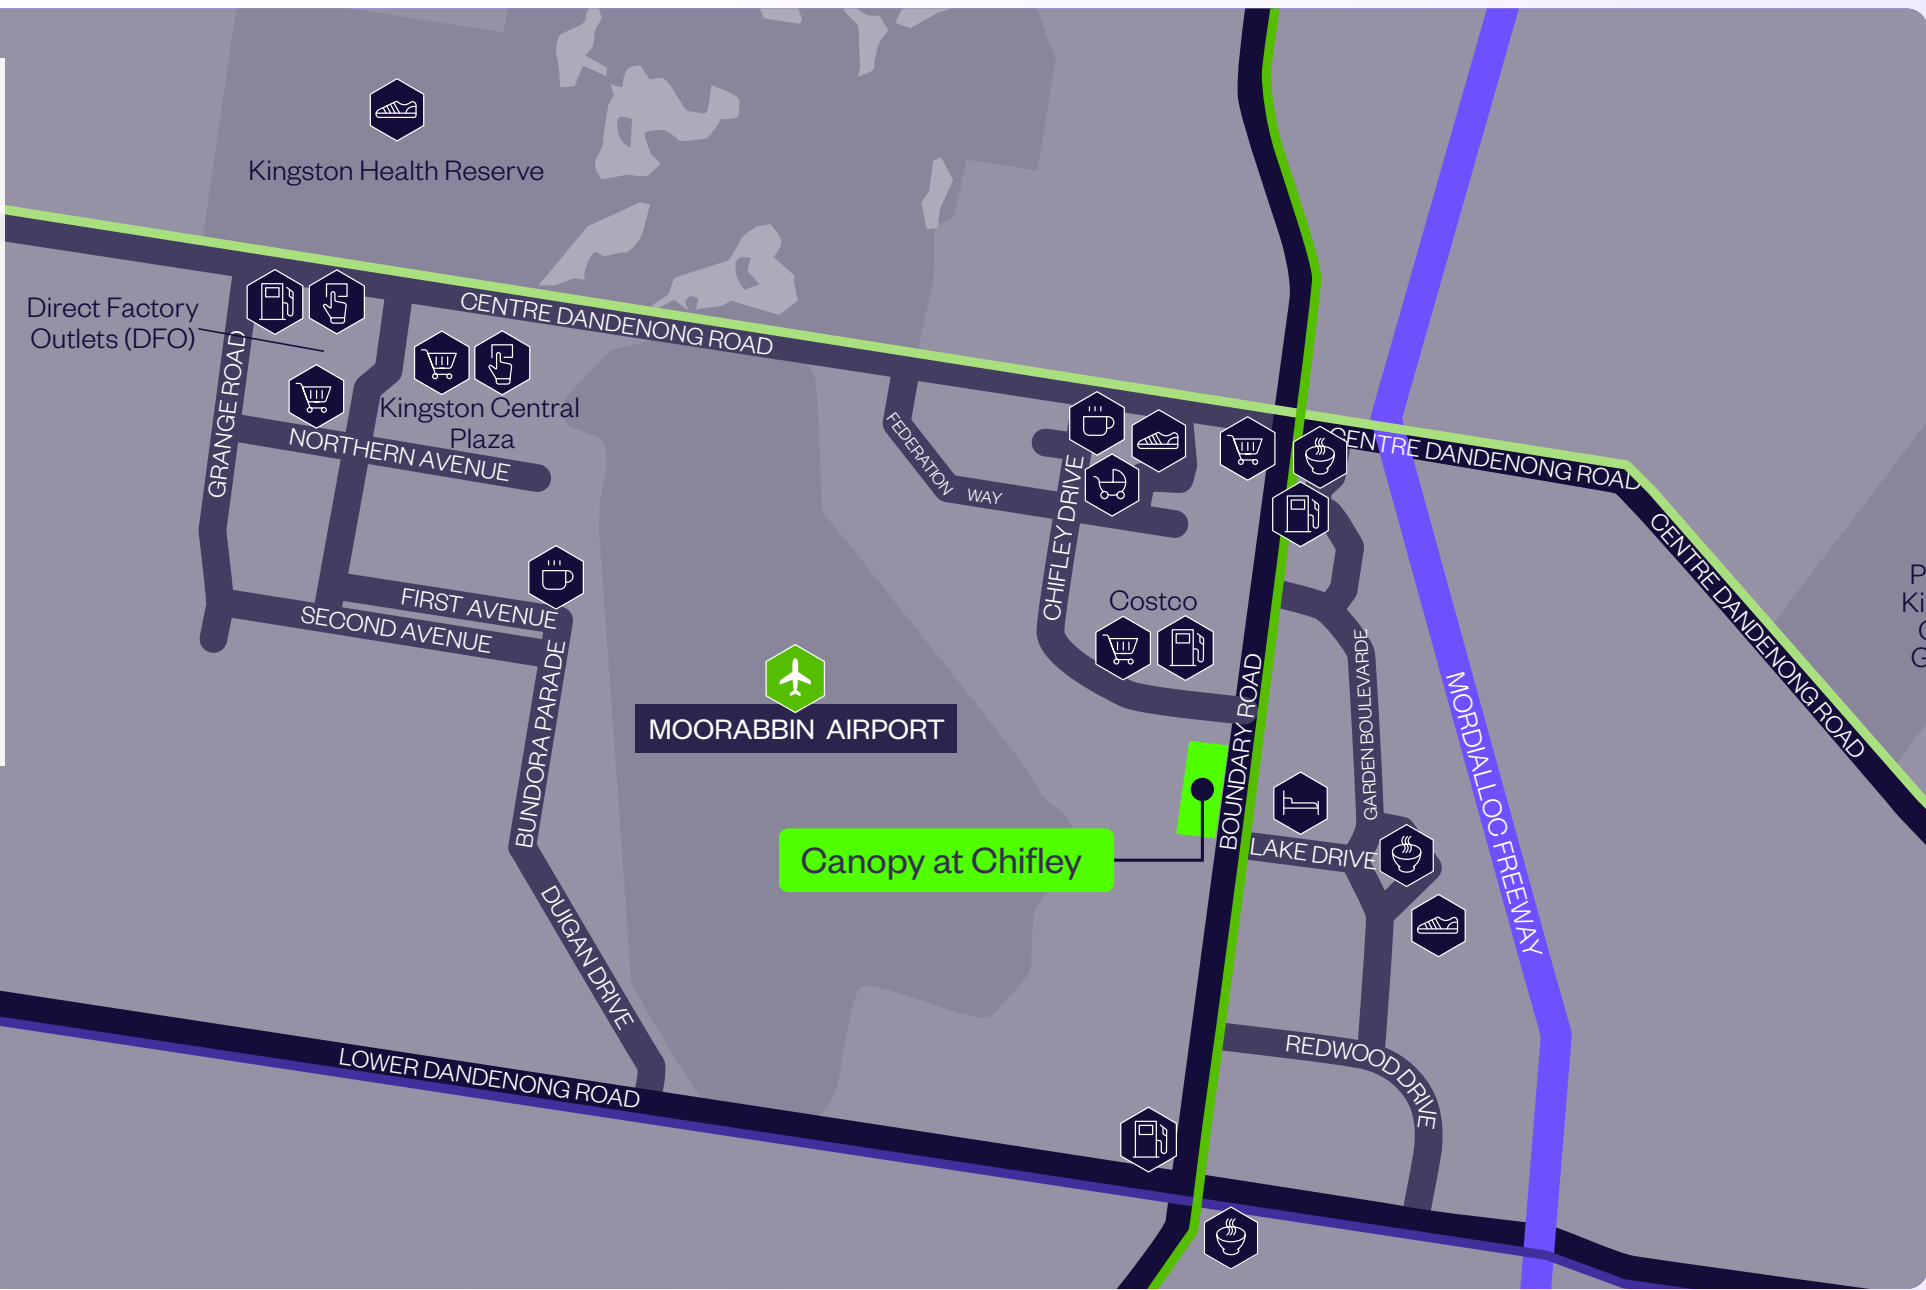 Kingston Health Reserve
Direct Factory
Outlets (DFO)
CENTRE DANDENONG ROAD
GRANGE ROAD
Kingston Central
Plaza
NORTHERN AVENUE
FEDERATION WAY
CHIFLEY DRIVE
CENTRE DANDENONG ROAD
CENTRE DANDENONG ROAD
FIRST AVENUE
SECOND AVENUE
BUNDORA PARADE
Costco
MOORABBIN AIRPORT
BOUNDARY ROAD
GARDEN BOULEVARDE
MORDIALLOC FREEWAY
Canopy at Chifley
LAKE DRIVE
DUIGAN DRIVE
REDWOOD DRIVE
LOWER DANDENONG ROAD